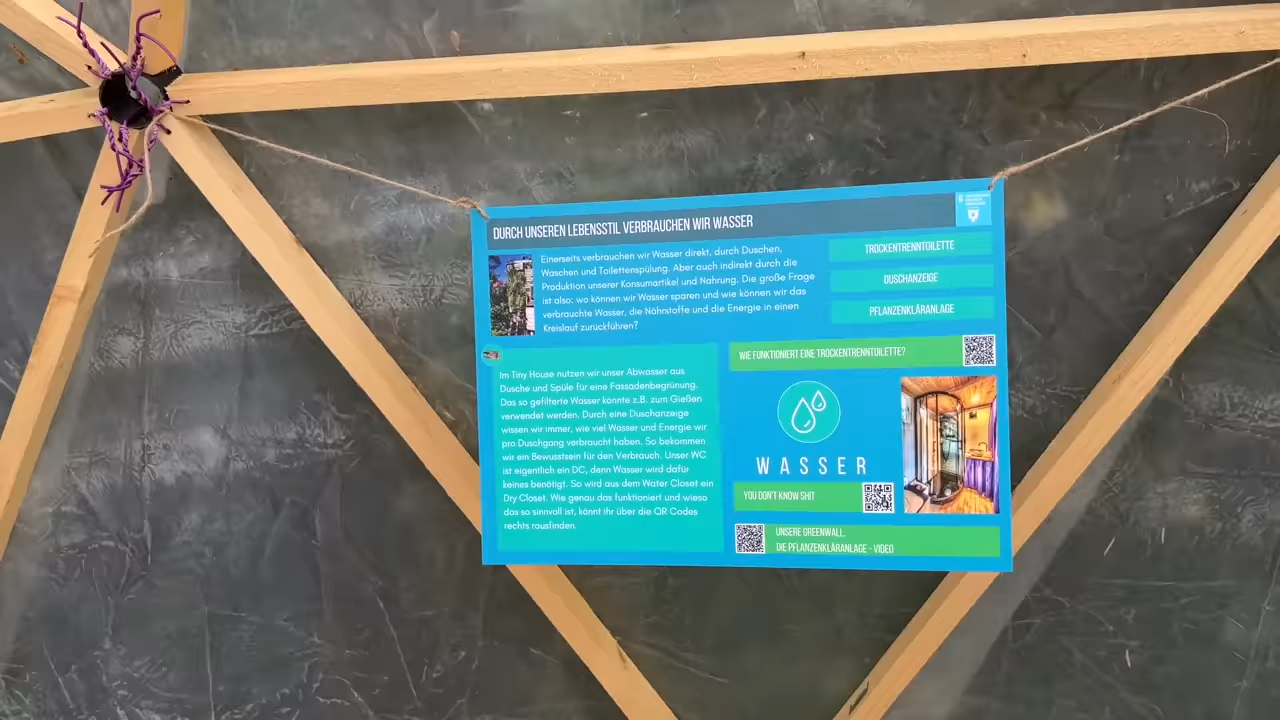 DURCH UNSEREN LEBENSSTIL VERBRAUCHEN WIR WASSER
Einerseits verbrauchen wir Wasser direkt, durch Duschen,
Waschen und Toilettenspülung. Aber auch indirekt durch die
Produktion unserer Konsumartikel und Nahrung. Die große Frage
ist also: wo können wir Wasser sparen und wie können wir das
verbrauchte Wasser, die Nährstoffe und die Energie in einen
Kreislauf zurückführen?
TROCKENTRENNTOILETTE
DUSCHANZEIGE
PFLANZENKLÄRANLAGE
Im Tiny House nutzen wir unser Abwasser aus
Dusche und Spüle für eine Fassadenbegrünung.
Das so gefilterte Wasser könnte z.B. zum Gießen
verwendet werden. Durch eine Duschanzeige
wissen wir immer, wie viel Wasser und Energie wir
pro Duschgang verbraucht haben. So bekommen
wir ein Bewusstsein für den Verbrauch. Unser WC
ist eigentlich ein DC, denn Wasser wird dafür
keines benötigt. So wird aus dem Water Closet ein
Dry Closet. Wie genau das funktioniert und wieso
das so sinnvoll ist, könnt ihr über die QR Codes
rechts rausfinden.
WIE FUNKTIONIERT EINE TROCKENTRENNTOILETTE?
WASSER
YOU DON'T KNOW SHIT
UNSERE GREENWALL,
DIE PFLANZENKLÄRANLAGE - VIDEO